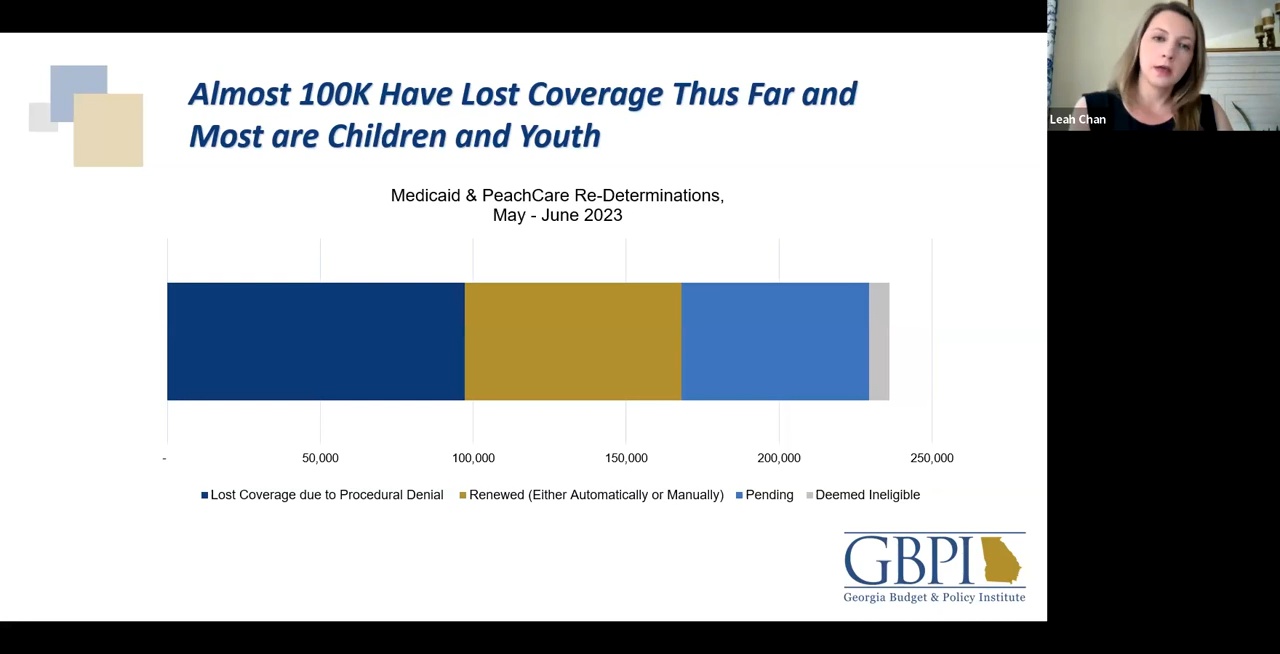 Almost 100K Have Lost Coverage Thus Far and
Most are Children and Youth
Leah Chan
Medicaid & PeachCare Re-Determinations,
May - June 2023
- 50,000 100,000 150,000 200,000 250,000
Lost Coverage due to Procedural Denial Renewed (Either Automatically or Manually) Pending Deemed Ineligible
GBPI
Georgia Budget & Policy Institute